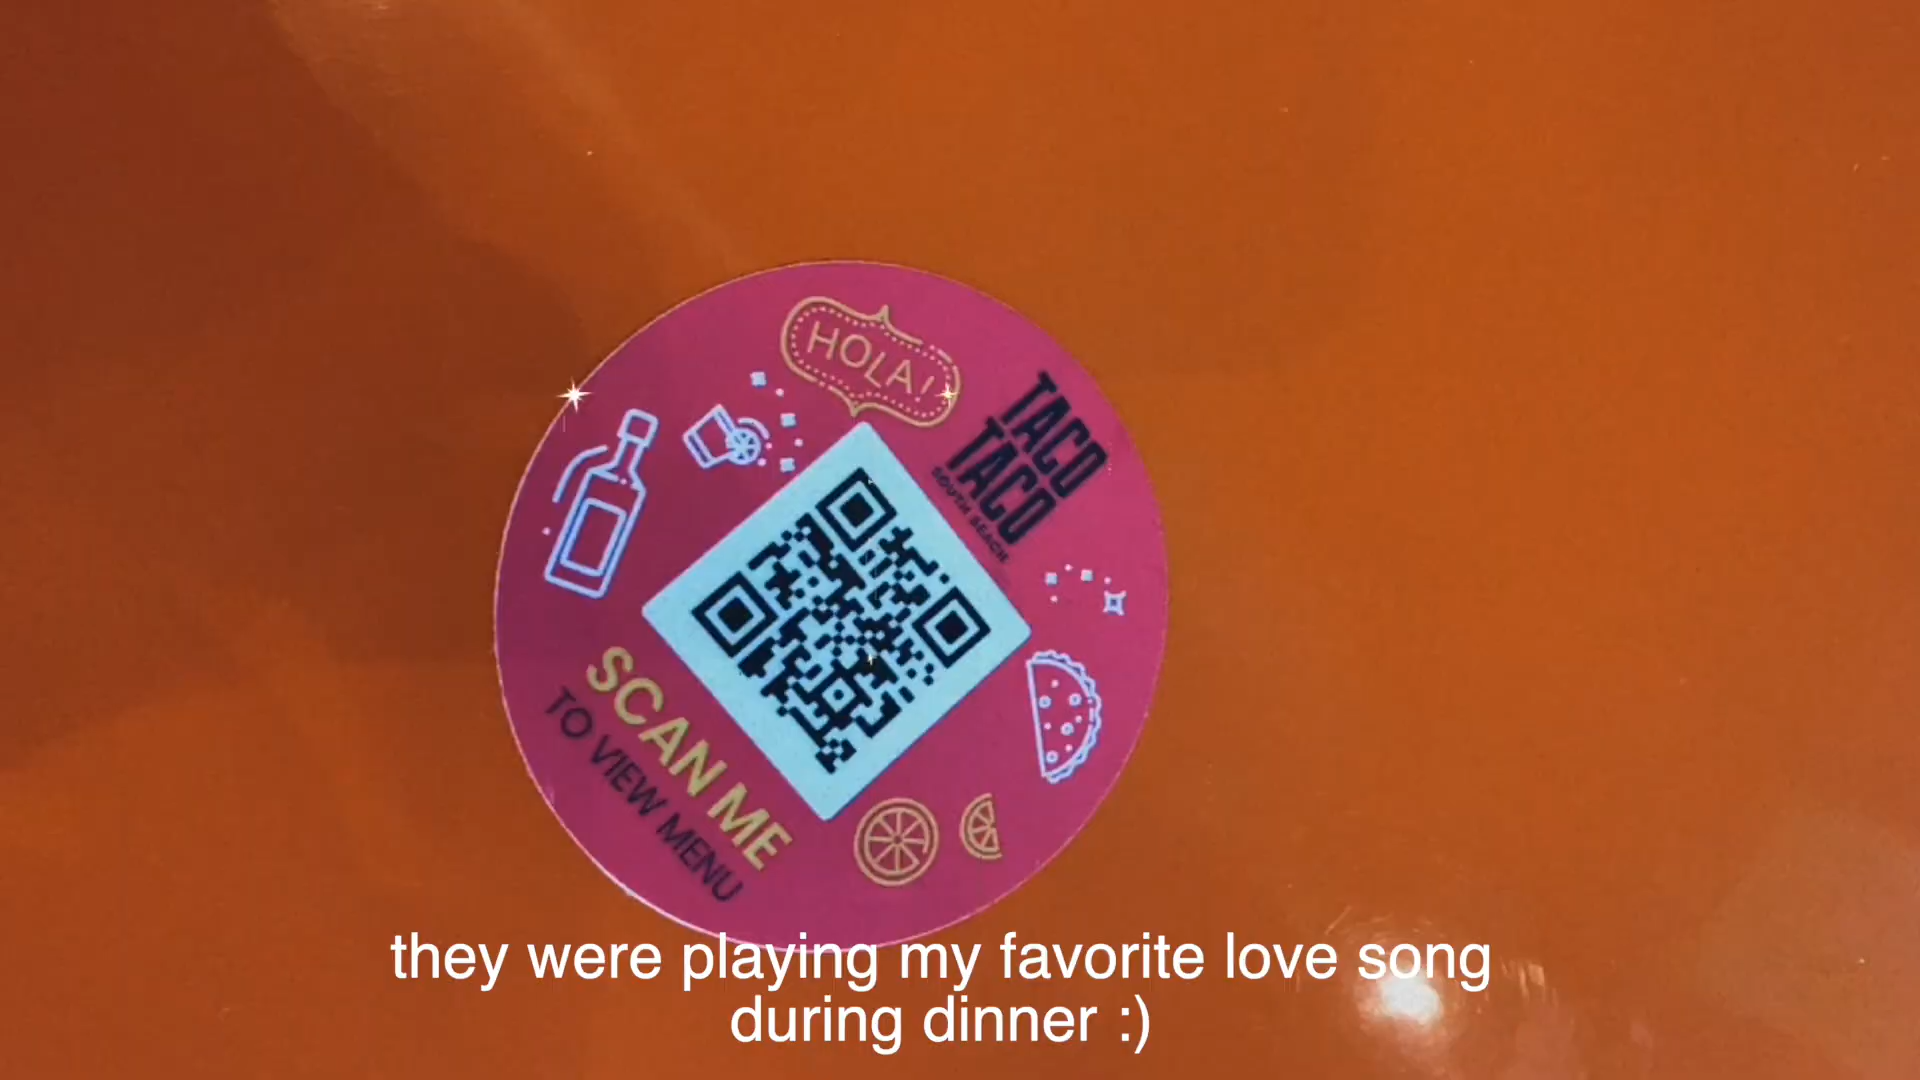 HOLA!
TACO
TACO
SOUTH BEACH
SCAN ME
TO VIEW MENU
they were playing my favorite love song
during dinner :)